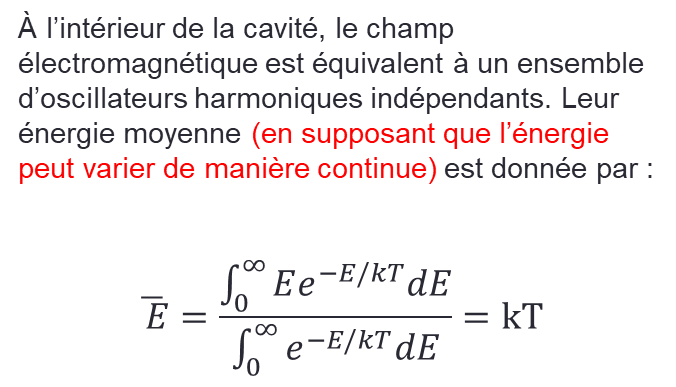 À l’intérieur de la cavité, le champ
électromagnétique est équivalent à un ensemble
d’oscillateurs harmoniques indépendants. Leur
énergie moyenne (en supposant que l’énergie
peut varier de manière continue) est donnée par :
\overline{E} = \frac{\int_0^\infty E e^{-E/kT} dE}{\int_0^\infty e^{-E/kT} dE} = kT